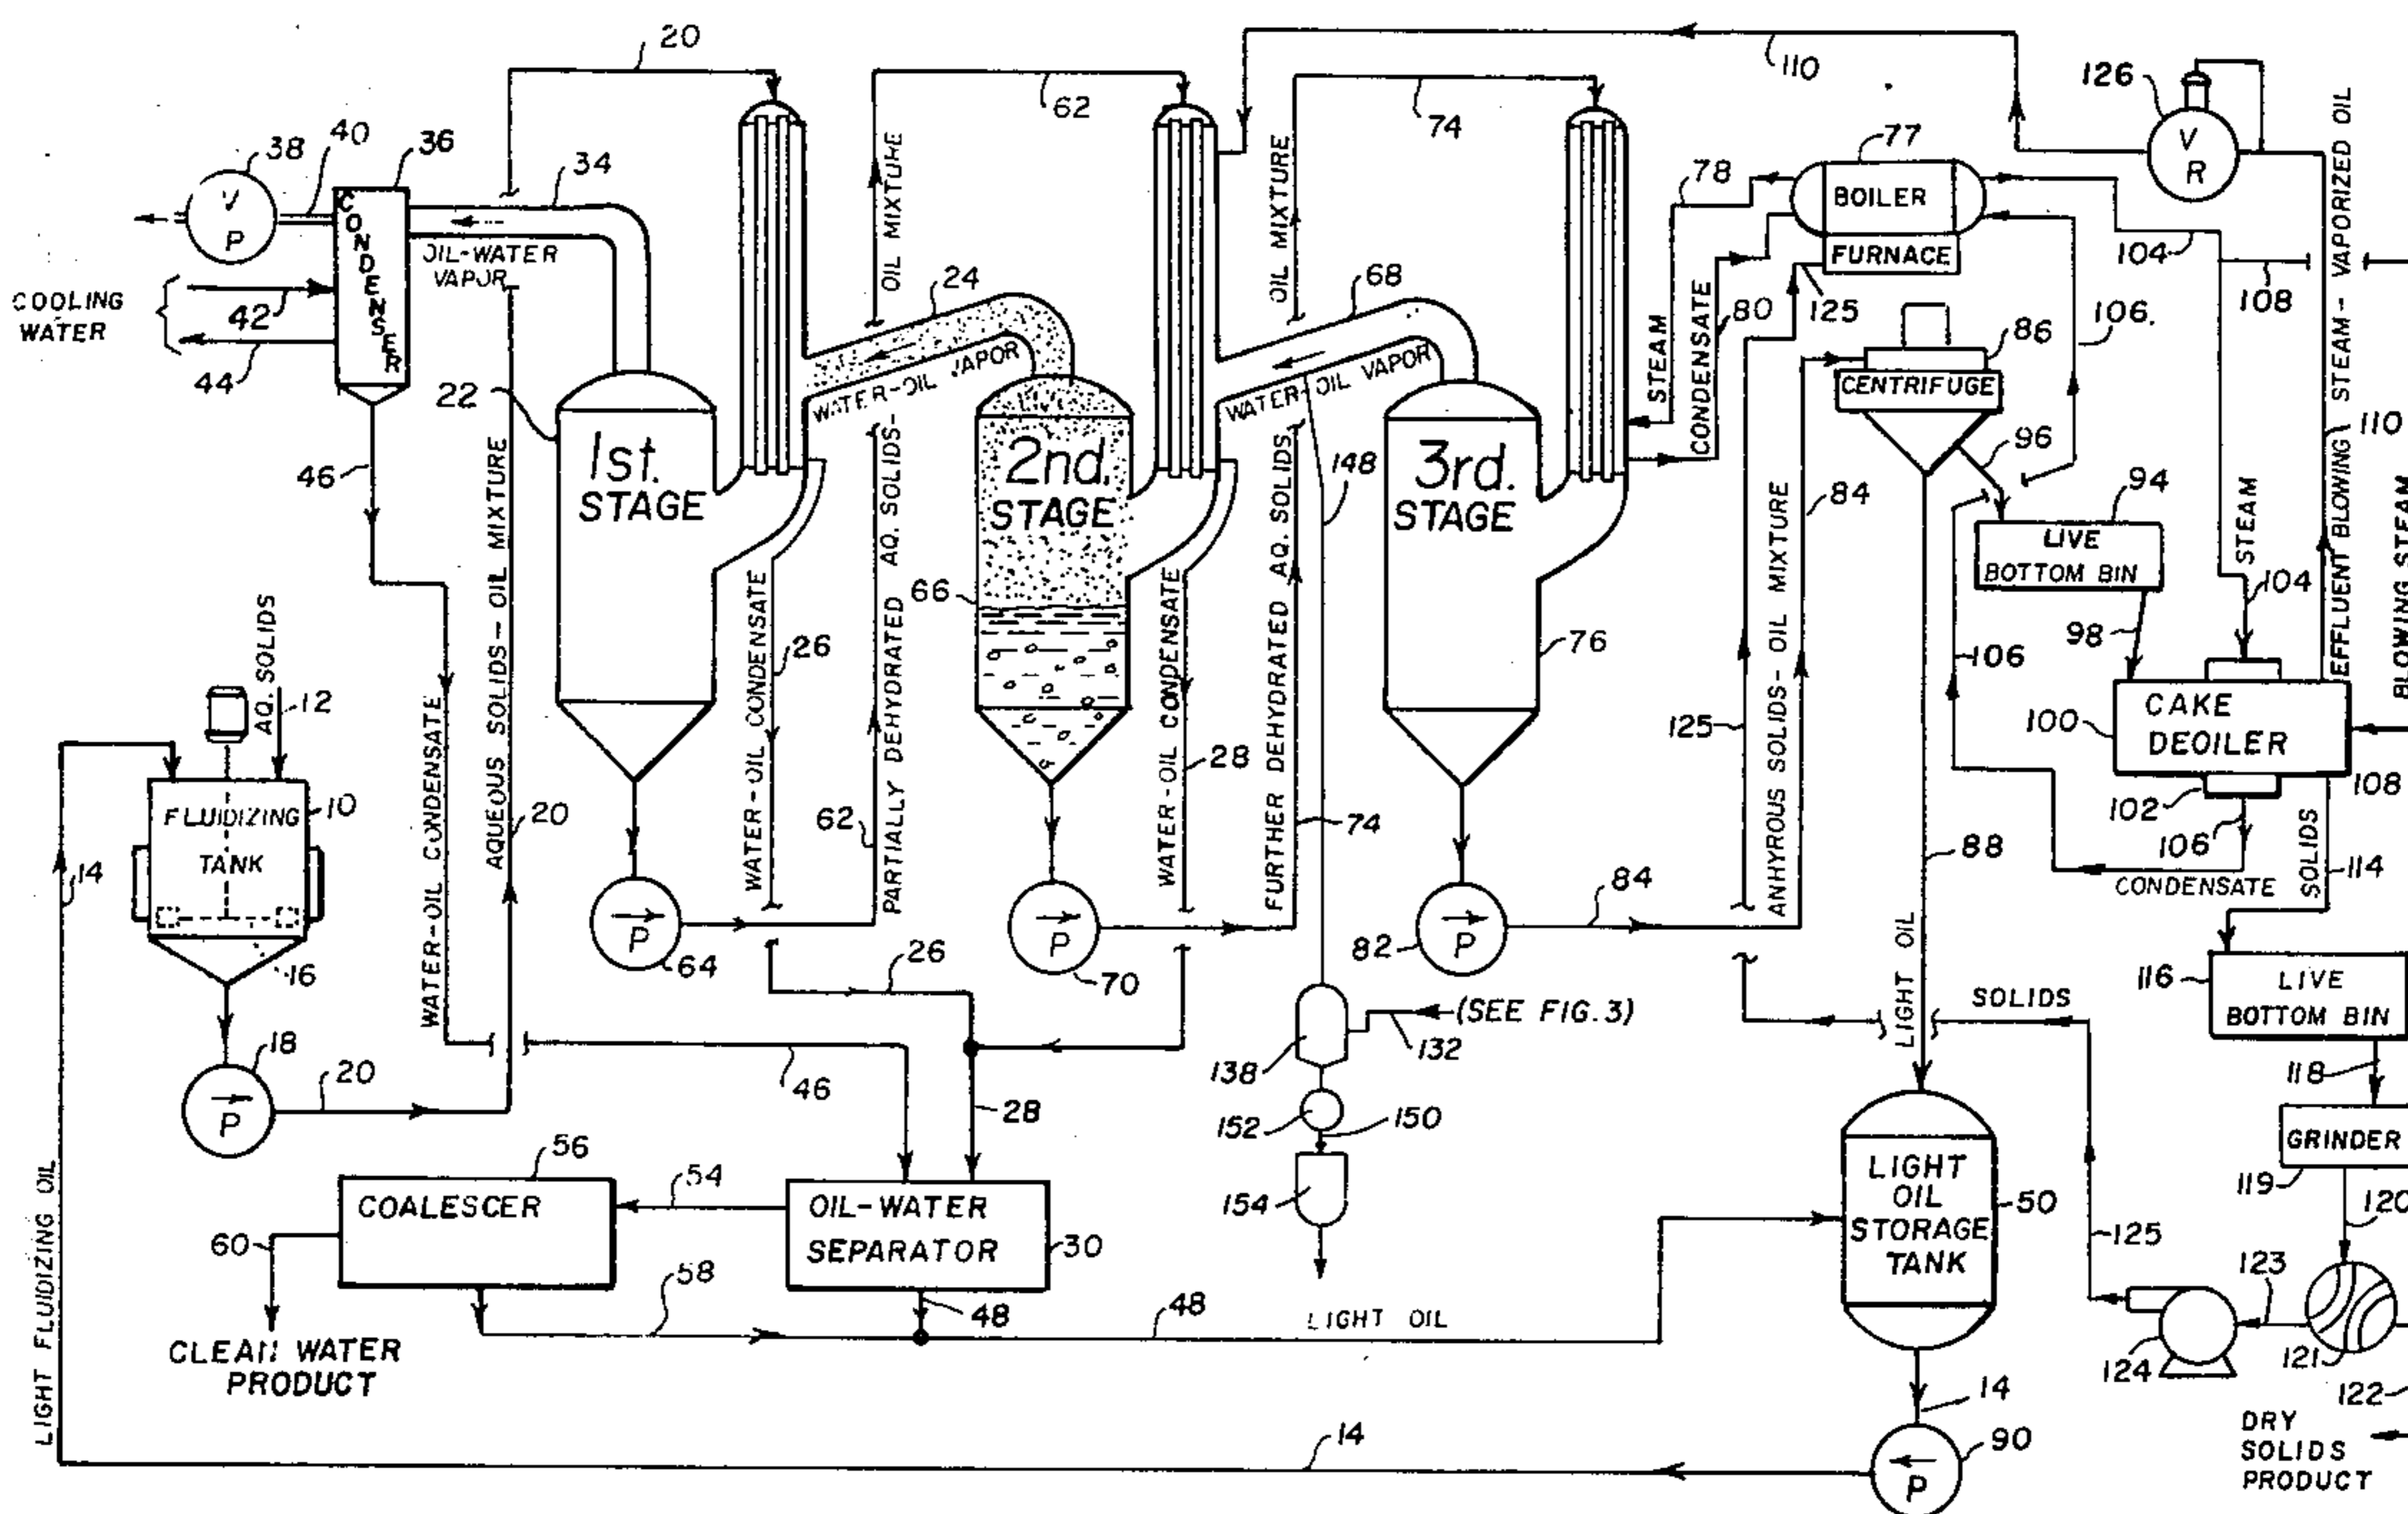 20
110
62
74
126
V
R
38
40
36
34
V
P
CONDENSER
OIL-WATER
VAPOR
COOLING
WATER
42
44
46
22
1st.
STAGE
OIL MIXTURE
24
WATER-OIL VAPOR
2nd.
STAGE
66
OIL MIXTURE
68
WATER-OIL VAPOR
148
3rd.
STAGE
76
78
77
BOILER
FURNACE
STEAM
CONDENSATE
80
125
104
108
106.
86
CENTRIFUGE
96
94
LIVE
BOTTOM BIN
98
STEAM
104
110
EFFLUENT BLOWING STEAM-VAPORIZED OIL
BLOWING STEAM
106
100
CAKE
DEOILER
108
102
106
CONDENSATE
SOLIDS
114
116
LIVE
BOTTOM BIN
118
GRINDER
119
120
121
122
123
124
125
DRY
SOLIDS
PRODUCT
AQ. SOLIDS
12
FLUIDIZING
TANK
10
14
16
18
P
20
LIGHT FLUIDIZING OIL
WATER-OIL CONDENSATE
AQUEOUS SOLIDS-OIL MIXTURE
20
WATER-OIL CONDENSATE
26
62
PARTIALLY DEHYDRATED AQ. SOLIDS-
P
64
26
P
70
WATER-OIL CONDENSATE
28
FURTHER DEHYDRATED AQ. SOLIDS-
74
P
82
84
125
ANHYROUS SOLIDS-OIL MIXTURE
84
88
LIGHT OIL
SOLIDS
46
28
138
132
(SEE FIG. 3)
152
150
154
56
COALESCER
54
OIL-WATER
SEPARATOR
30
60
58
48
48
LIGHT OIL
CLEAN WATER
PRODUCT
LIGHT
OIL
STORAGE
TANK
50
14
14
P
90